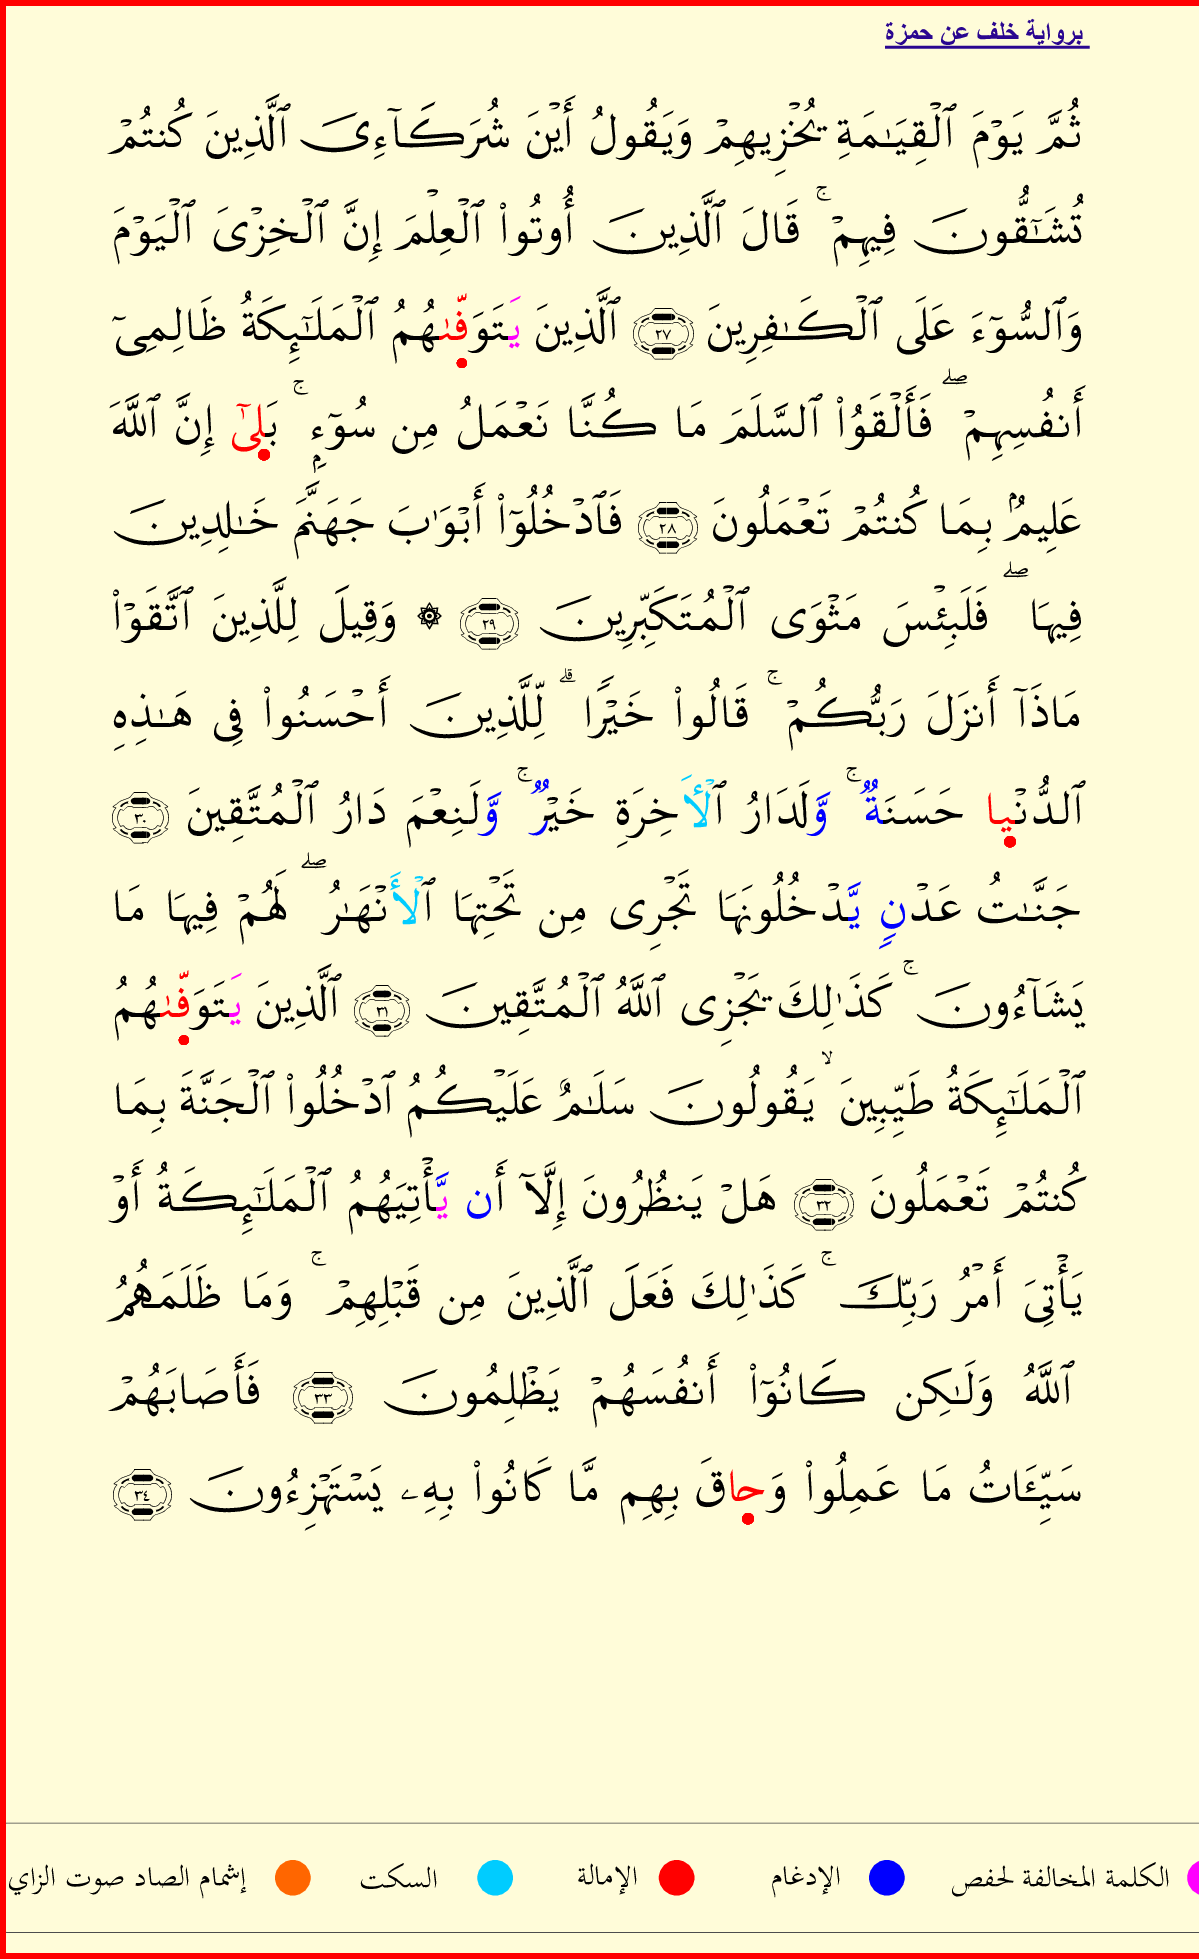 برواية خلف عن حمزة
ثُمَّ يَوْمَ ٱلْقِيَـٰمَةِ يُخْزِيهِمْ وَيَقُولُ أَيْنَ شُرَكَآءِىَ ٱلَّذِينَ كُنتُمْ
تُشَـٰٓقُّونَ فِيهِمْ ۚ قَالَ ٱلَّذِينَ أُوتُوا۟ ٱلْعِلْمَ إِنَّ ٱلْخِزْىَ ٱلْيَوْمَ
وَٱلسُّوٓءَ عَلَى ٱلْكَـٰفِرِينَ ٢٧ ٱلَّذِينَ يَتَوَفَّىٰهُمُ ٱلْمَلَـٰٓئِكَةُ ظَالِمِىٓ
أَنفُسِهِمْ ۖ فَأَلْقَوُا۟ ٱلسَّلَمَ مَا كُنَّا نَعْمَلُ مِن سُوٓءٍۭ ۚ بَلىٰٓ إِنَّ ٱللَّهَ
عَلِيمٌۢ بِمَا كُنتُمْ تَعْمَلُونَ ٢٨ فَٱدْخُلُوٓا۟ أَبْوَٰبَ جَهَنَّمَ خَـٰلِدِينَ
فِيهَا ۖ فَلَبِئْسَ مَثْوَى ٱلْمُتَكَبِّرِينَ ٢٩ ۞ وَقِيلَ لِلَّذِينَ ٱتَّقَوْا۟
مَاذَآ أَنزَلَ رَبُّكُمْ ۚ قَالُوا۟ خَيْرًا ۗ لِّلَّذِينَ أَحْسَنُوا۟ فِى هَـٰذِهِ
ٱلدُّنْيا حَسَنَةٌ ۚ وَّلَدَارُ ٱلْأَخِرَةِ خَيْرٌ ۚ وَّلَنِعْمَ دَارُ ٱلْمُتَّقِينَ ٣٠
جَنَّـٰتُ عَدْنٍ يَّدْخُلُونَهَا تَجْرِى مِن تَحْتِهَا ٱلْأَنْهَـٰرُ ۖ لَهُمْ فِيهَا مَا
يَشَآءُونَ ۚ كَذَٰلِكَ يَجْزِى ٱللَّهُ ٱلْمُتَّقِينَ ٣١ ٱلَّذِينَ يَتَوَفَّىٰهُمُ
ٱلْمَلَـٰٓئِكَةُ طَيِّبِينَ ۙ يَقُولُونَ سَلَـٰمٌ عَلَيْكُمُ ٱدْخُلُوا۟ ٱلْجَنَّةَ بِمَا
كُنتُمْ تَعْمَلُونَ ٣٢ هَلْ يَنظُرُونَ إِلَّآ أَن يَّأْتِيَهُمُ ٱلْمَلَـٰٓئِكَةُ أَوْ
يَأْتِىَ أَمْرُ رَبِّكَ ۚ كَذَٰلِكَ فَعَلَ ٱلَّذِينَ مِن قَبْلِهِمْ ۚ وَمَا ظَلَمَهُمُ
ٱللَّهُ وَلَـٰكِن كَانُوٓا۟ أَنفُسَهُمْ يَظْلِمُونَ ٣٣ فَأَصَابَهُمْ
سَيِّـَٔاتُ مَا عَمِلُوا۟ وَحاقَ بِهِم مَّا كَانُوا۟ بِهِۦ يَسْتَهْزِءُونَ ٣٤
الكلمة المخالفة لحفص الإدغام الإمالة السكت إشمام الصاد صوت الزاي